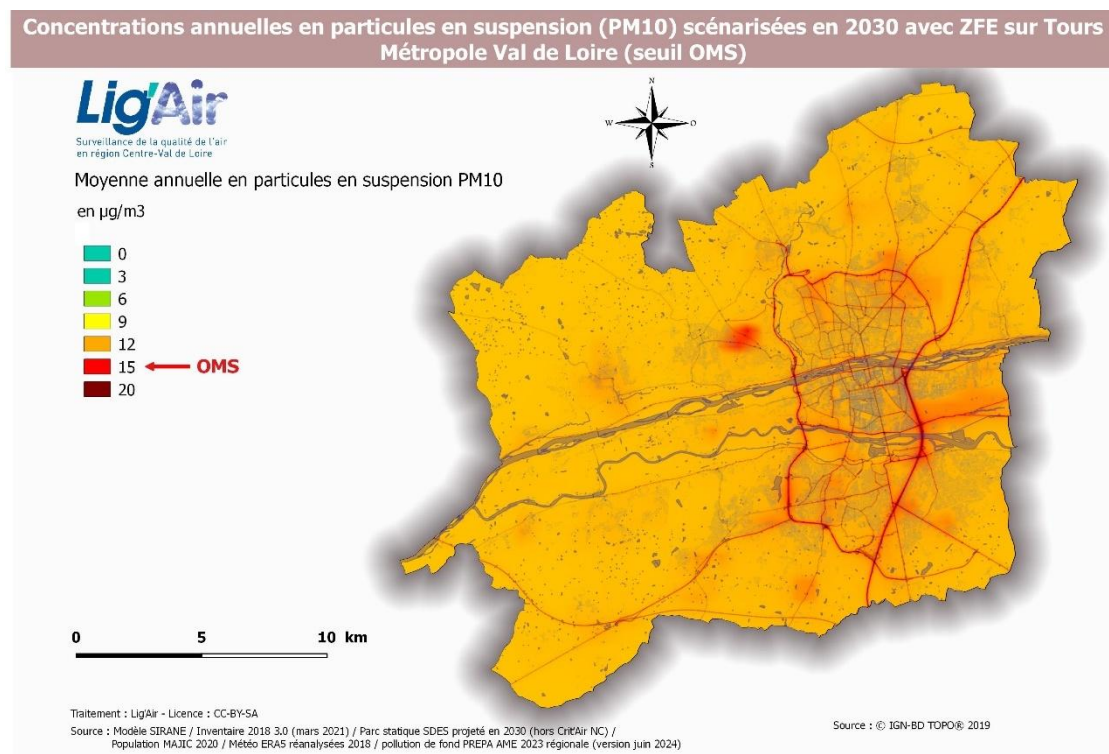 Concentrations annuelles en particules en suspension (PM10) scénarisées en 2030 avec ZFE sur Tours
Métropole Val de Loire (seuil OMS)
Lig'Air
Surveillance de la qualité de l'air
en région Centre-Val de Loire
Moyenne annuelle en particules en suspension PM10
en µg/m3
0
3
6
9
12
15 OMS
20
N
W O
S
0 5 10 km
Traitement : Lig'Air - Licence : CC-BY-SA
Source : Modèle SIRANE / Inventaire 2018 3.0 (mars 2021) / Parc statique SDES projeté en 2030 (hors Crit'Air NC) /
Population MAJIC 2020 / Météo ERA5 réanalysées 2018 / pollution de fond PREPA AME 2023 régionale (version juin 2024)
Source : © IGN-BD TOPO® 2019